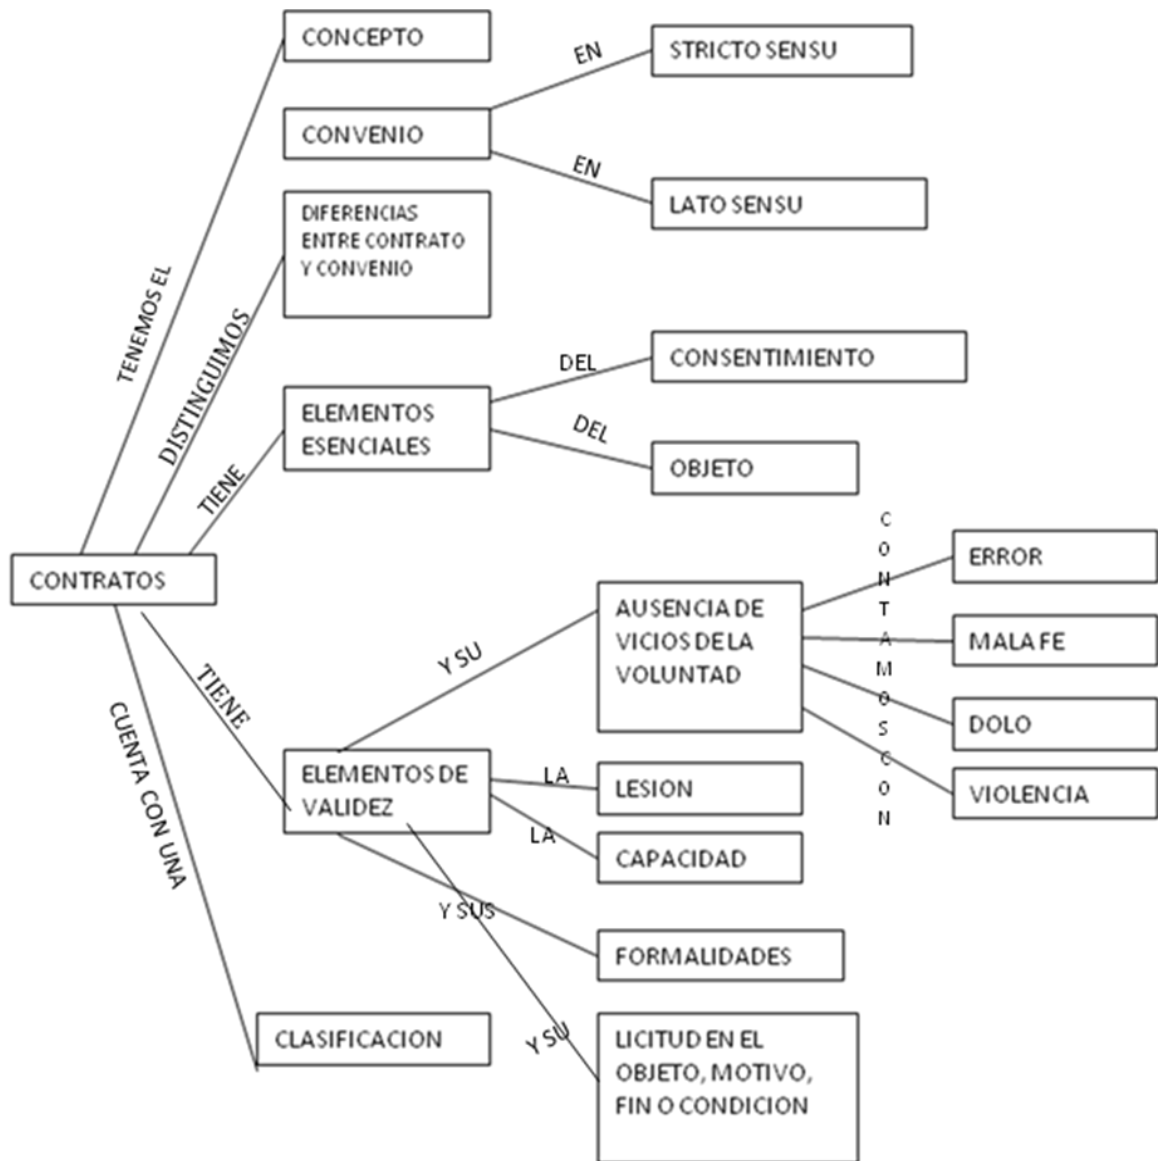 CONCEPTO
EN
STRICTO SENSU
CONVENIO
EN
LATO SENSU
DIFERENCIAS
ENTRE CONTRATO
Y CONVENIO
TENEMOS EL
DISTINGUIMOS
TIENE
ELEMENTOS
ESENCIALES
DEL
CONSENTIMIENTO
DEL
OBJETO
CONTRATOS
TIENE
CUENTA CON UNA
Y SU
AUSENCIA DE
VICIOS DE LA
VOLUNTAD
CONTAMOS CON
ERROR
MALA FE
DOLO
VIOLENCIA
ELEMENTOS DE
VALIDEZ
LA
LESION
LA
CAPACIDAD
Y SUS
FORMALIDADES
Y SU
LICITUD EN EL
OBJETO, MOTIVO,
FIN O CONDICION
CLASIFICACION